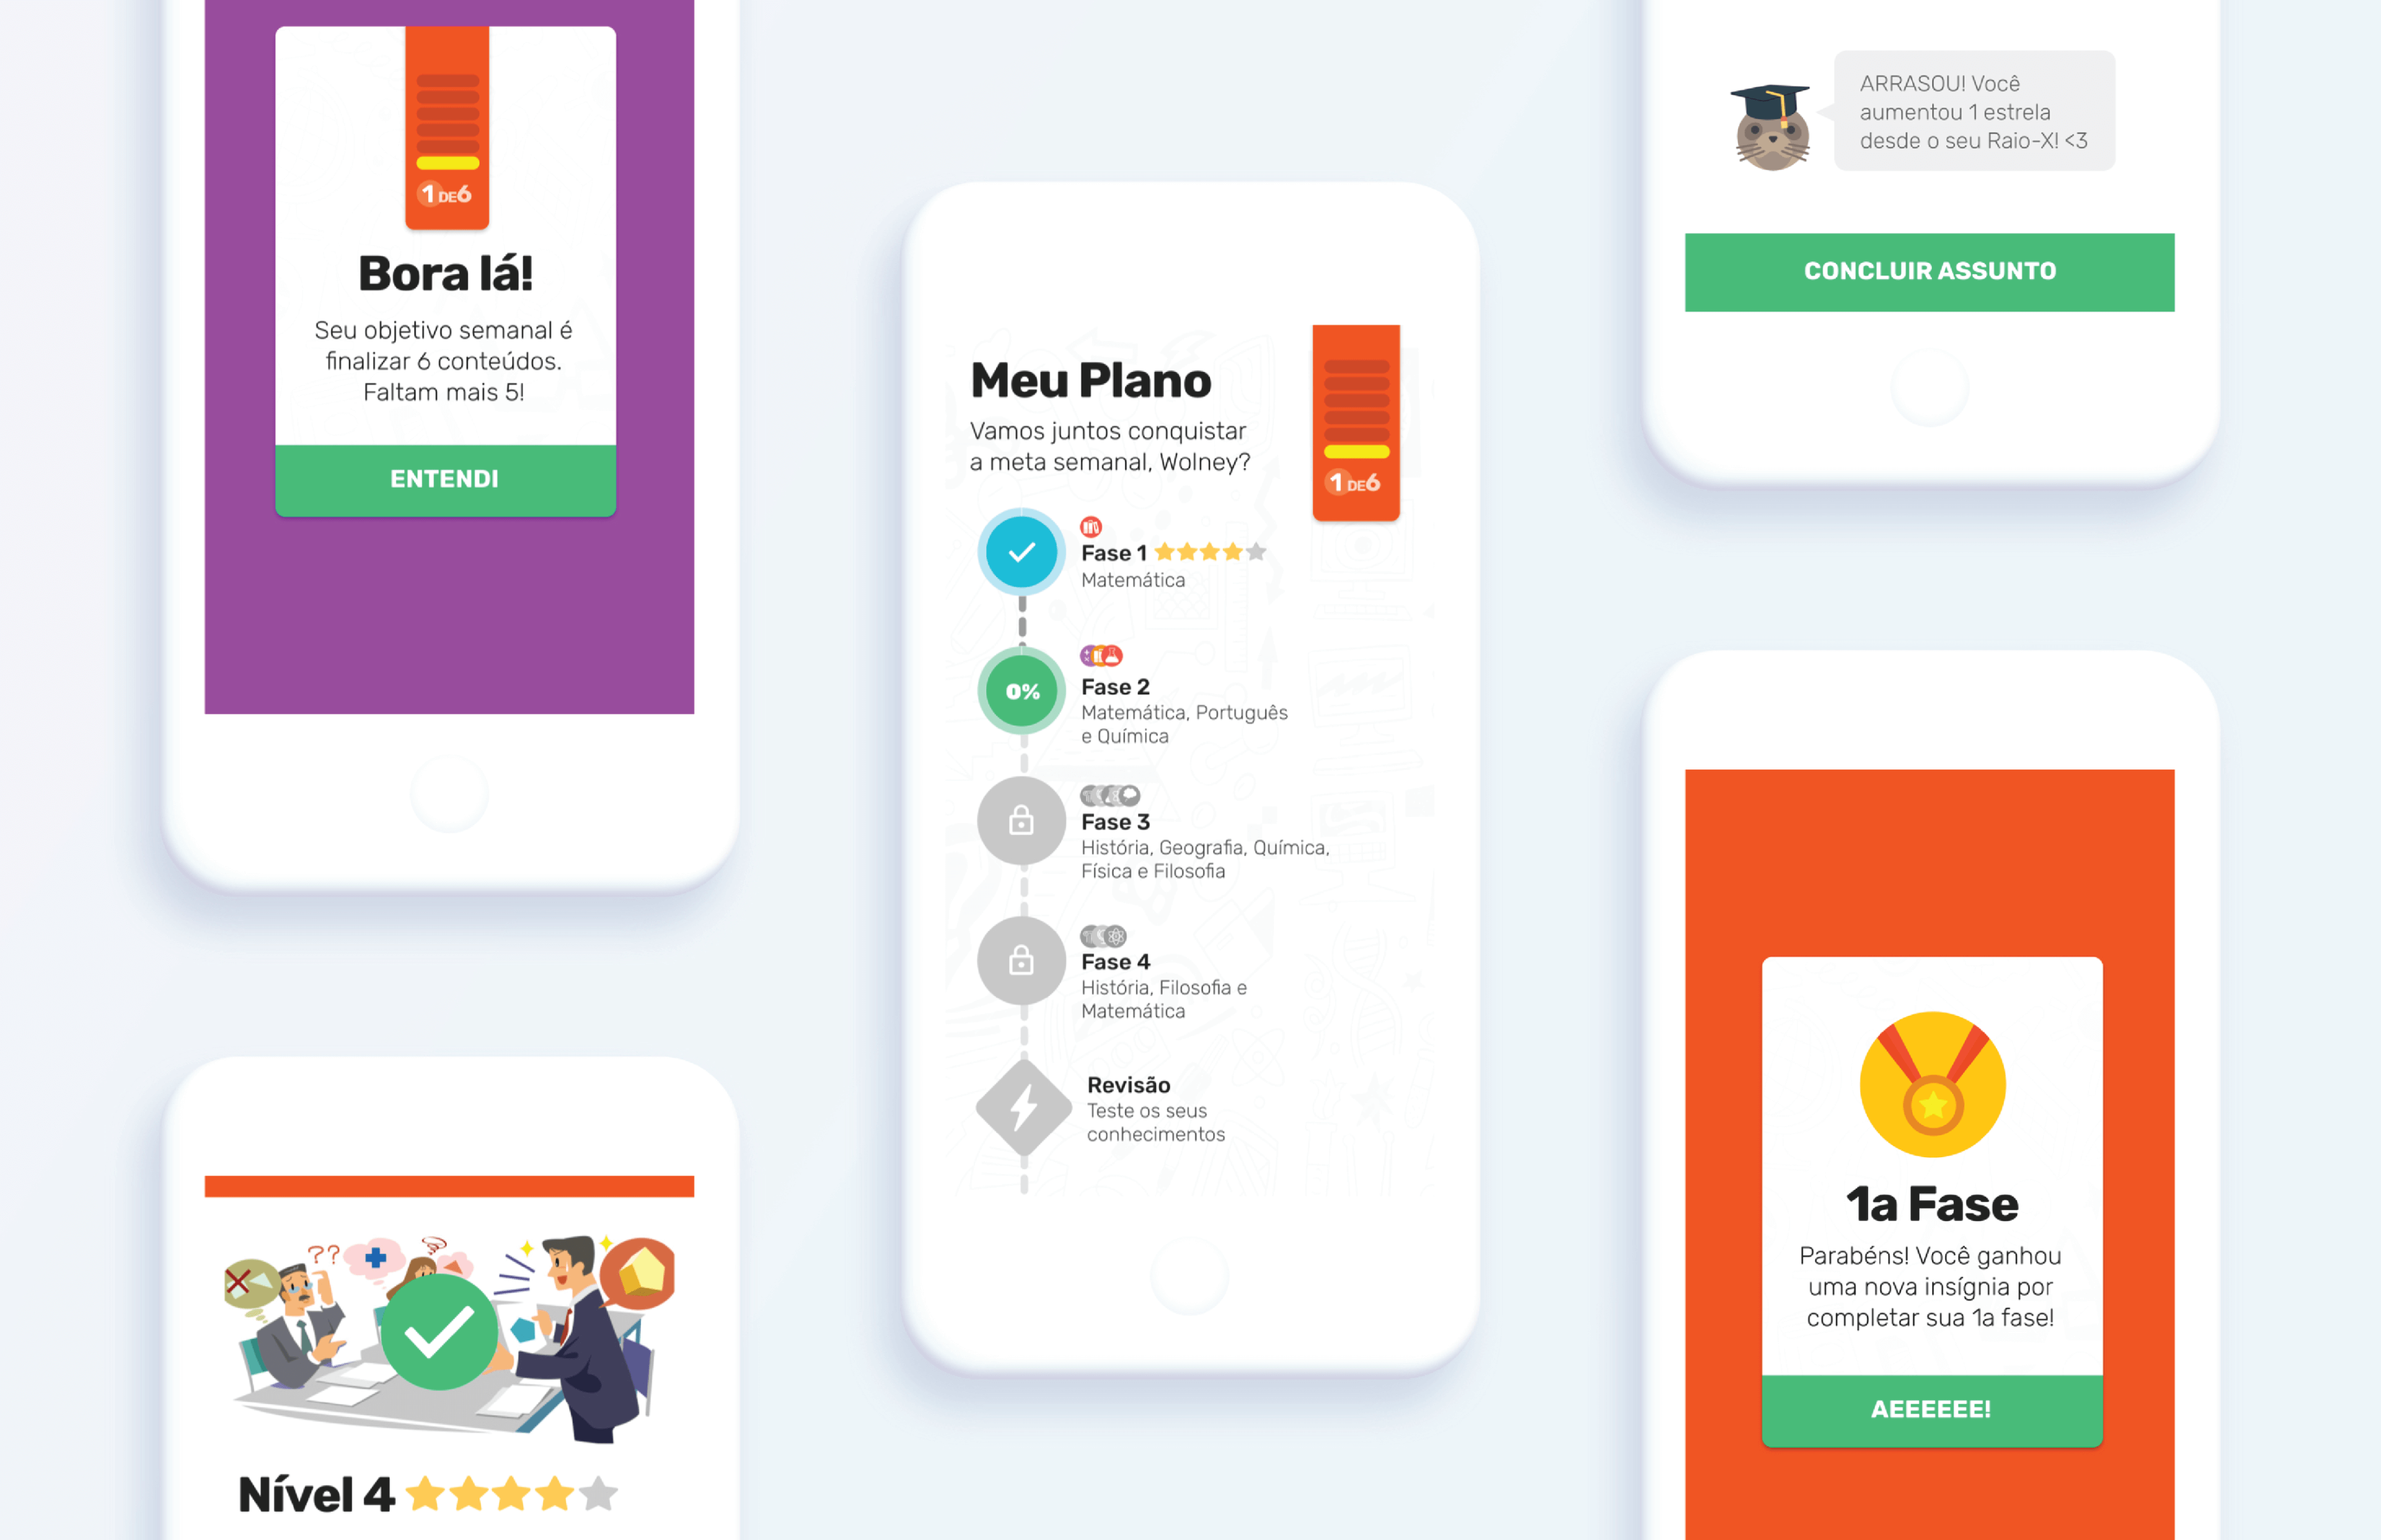 1 DE 6
Bora lá!
Seu objetivo semanal é
finalizar 6 conteúdos.
Faltam mais 5!
ENTENDI
??
Nível 4
Meu Plano
Vamos juntos conquistar
a meta semanal, Wolney?
1 DE 6
Fase 1
Matemática
0%
Fase 2
Matemática, Português
e Química
Fase 3
História, Geografia, Química,
Física e Filosofia
Fase 4
História, Filosofia e
Matemática
Revisão
Teste os seus
conhecimentos
ARRASOU! Você
aumentou 1 estrela
desde o seu Raio-X! <3
CONCLUIR ASSUNTO
1a Fase
Parabéns! Você ganhou
uma nova insígnia por
completar sua 1a fase!
AEEEEEE!